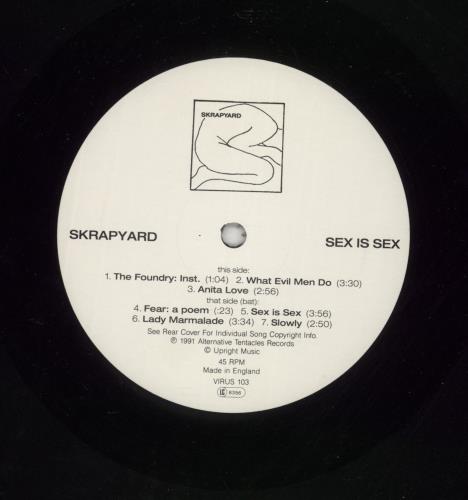 SKRAPYARD
SKRAPYARD
SEX IS SEX
this side:
1. The Foundry: Inst. (1:04) 2. What Evil Men Do (3:30)
3. Anita Love (2:56)
that side (bat):
4. Fear: a poem (:23) 5. Sex is Sex (3:56)
6. Lady Marmalade (3:34) 7. Slowly (2:50)
See Rear Cover For Individual Song Copyright Info.
℗ 1991 Alternative Tentacles Records
© Upright Music
45 RPM
Made in England
VIRUS 103
LC 6356